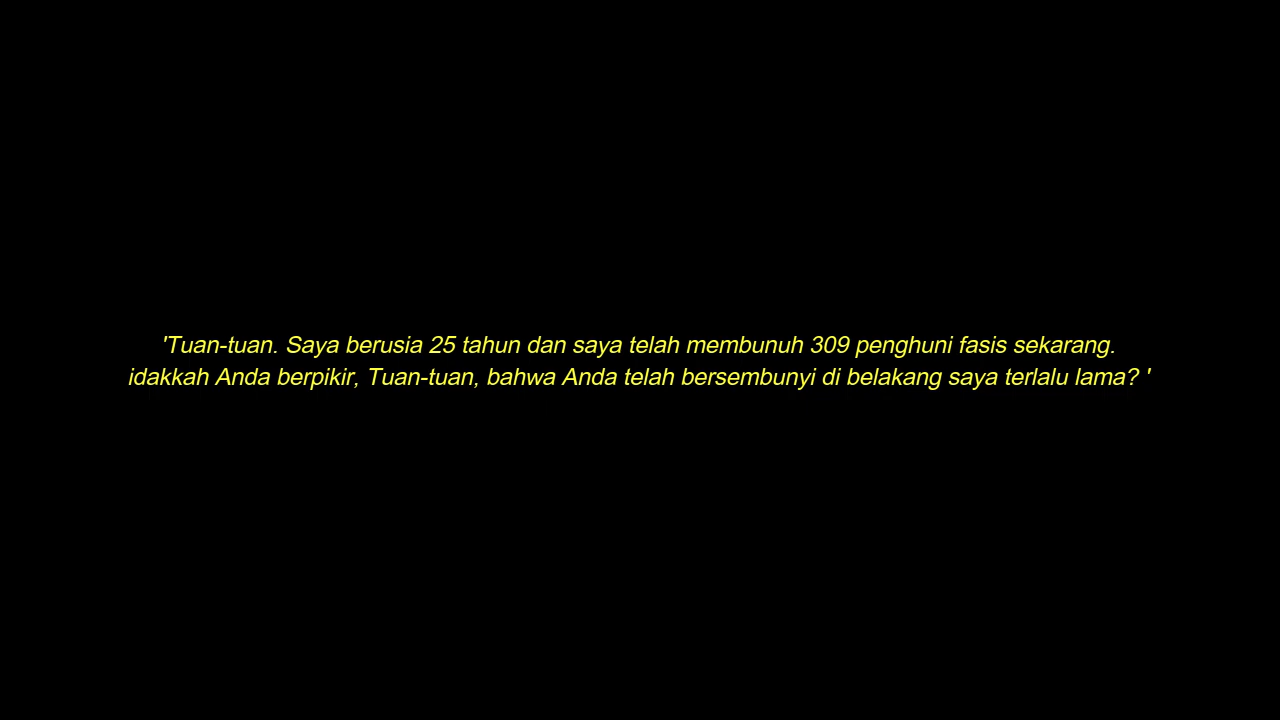 'Tuan-tuan. Saya berusia 25 tahun dan saya telah membunuh 309 penghuni fasis sekarang.
idakkah Anda berpikir, Tuan-tuan, bahwa Anda telah bersembunyi di belakang saya terlalu lama? '